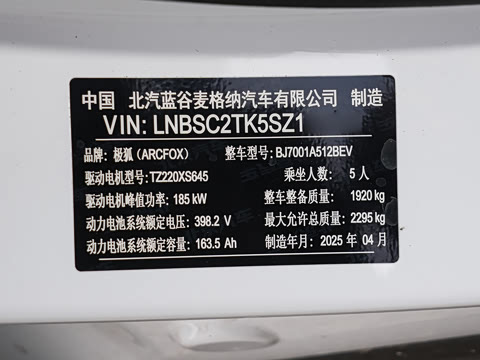 中国 北汽蓝谷麦格纳汽车有限公司 制造
VIN: LNBSC2TK5SZ1
品牌: 极狐 (ARCFOX) 整车型号: BJ7001A512BEV
驱动电机型号: TZ220XS645 乘坐人数: 5 人
驱动电机峰值功率: 185 kW 整车整备质量: 1920 kg
动力电池系统额定电压: 398.2 V 最大允许总质量: 2295 kg
动力电池系统额定容量: 163.5 Ah 制造年月: 2025 年 04 月